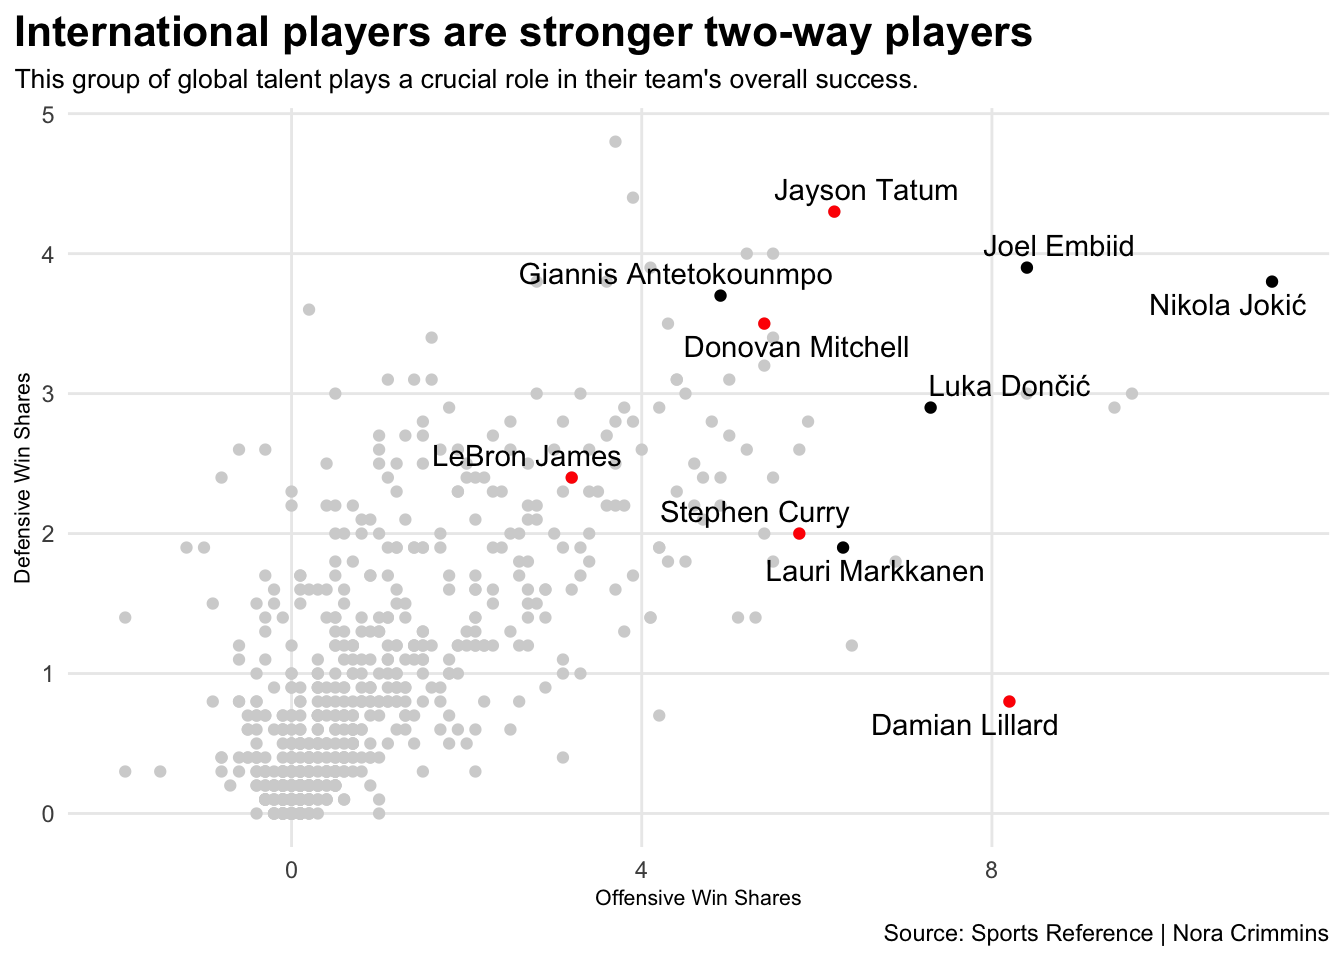 International players are stronger two-way players
This group of global talent plays a crucial role in their team's overall success.
5
Jayson Tatum
4
Joel Embiid
Giannis Antetokounmpo
Nikola Jokić
Donovan Mitchell
3
Luka Dončić
LeBron James
Defensive Win Shares
Stephen Curry
2
Lauri Markkanen
1
Damian Lillard
0
0 4 8
Offensive Win Shares
Source: Sports Reference | Nora Crimmins